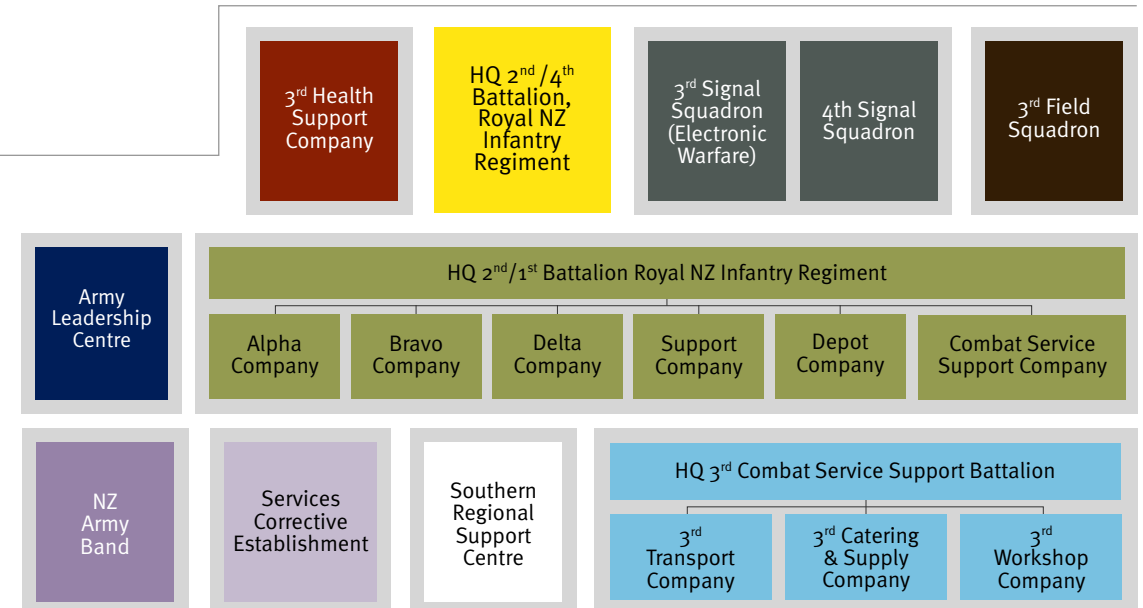 3rd Health
Support
Company
HQ 2nd/4th
Battalion,
Royal NZ
Infantry
Regiment
3rd Signal
Squadron
(Electronic
Warfare)
4th Signal
Squadron
3rd Field
Squadron
Army
Leadership
Centre
HQ 2nd/1st Battalion Royal NZ Infantry Regiment
Alpha
Company
Bravo
Company
Delta
Company
Support
Company
Depot
Company
Combat Service
Support Company
NZ
Army
Band
Services
Corrective
Establishment
Southern
Regional
Support
Centre
HQ 3rd Combat Service Support Battalion
3rd
Transport
Company
3rd Catering
& Supply
Company
3rd
Workshop
Company